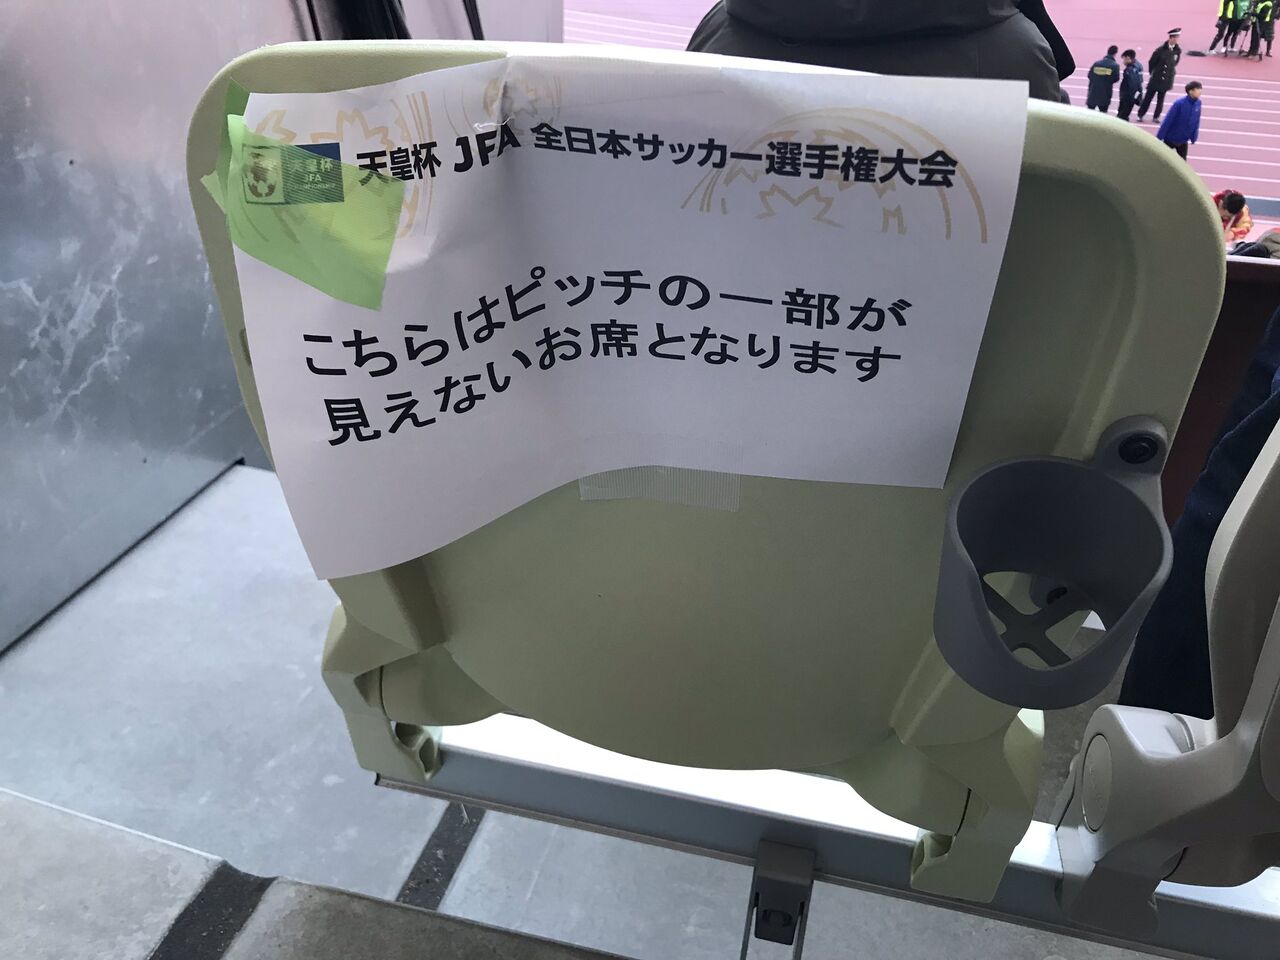 天皇杯 JFA 全日本サッカー選手権大会
杯
JFA
こちらはピッチの一部が
見えないお席となります